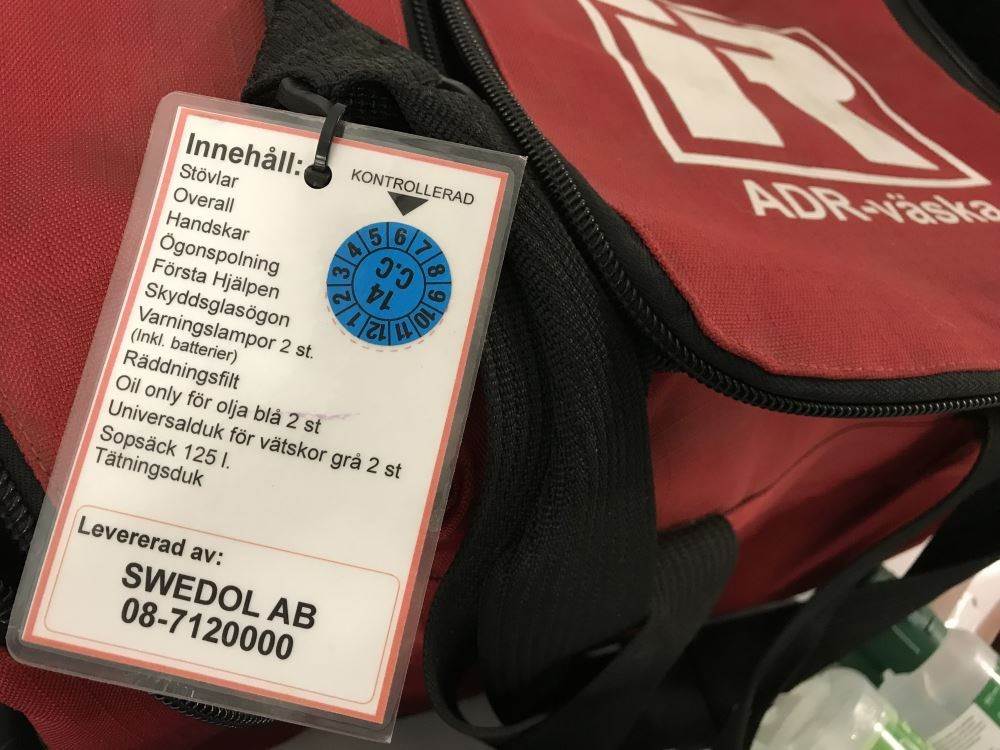 Innehåll:
Stövlar
Overall
Handskar
Ögonspolning
Första Hjälpen
Skyddsglasögon
Varningslampor 2 st.
(Inkl. batterier)
Räddningsfilt
Oil only för olja blå 2 st
Universalduk för vätskor grå 2 st
Sopsäck 125 l.
Tätningsduk
KONTROLLERAD
1 2 3 4 5 6 7 8 9 10 11 12
14
C.C
Levererad av:
SWEDOL AB
08-7120000
ADR-väska